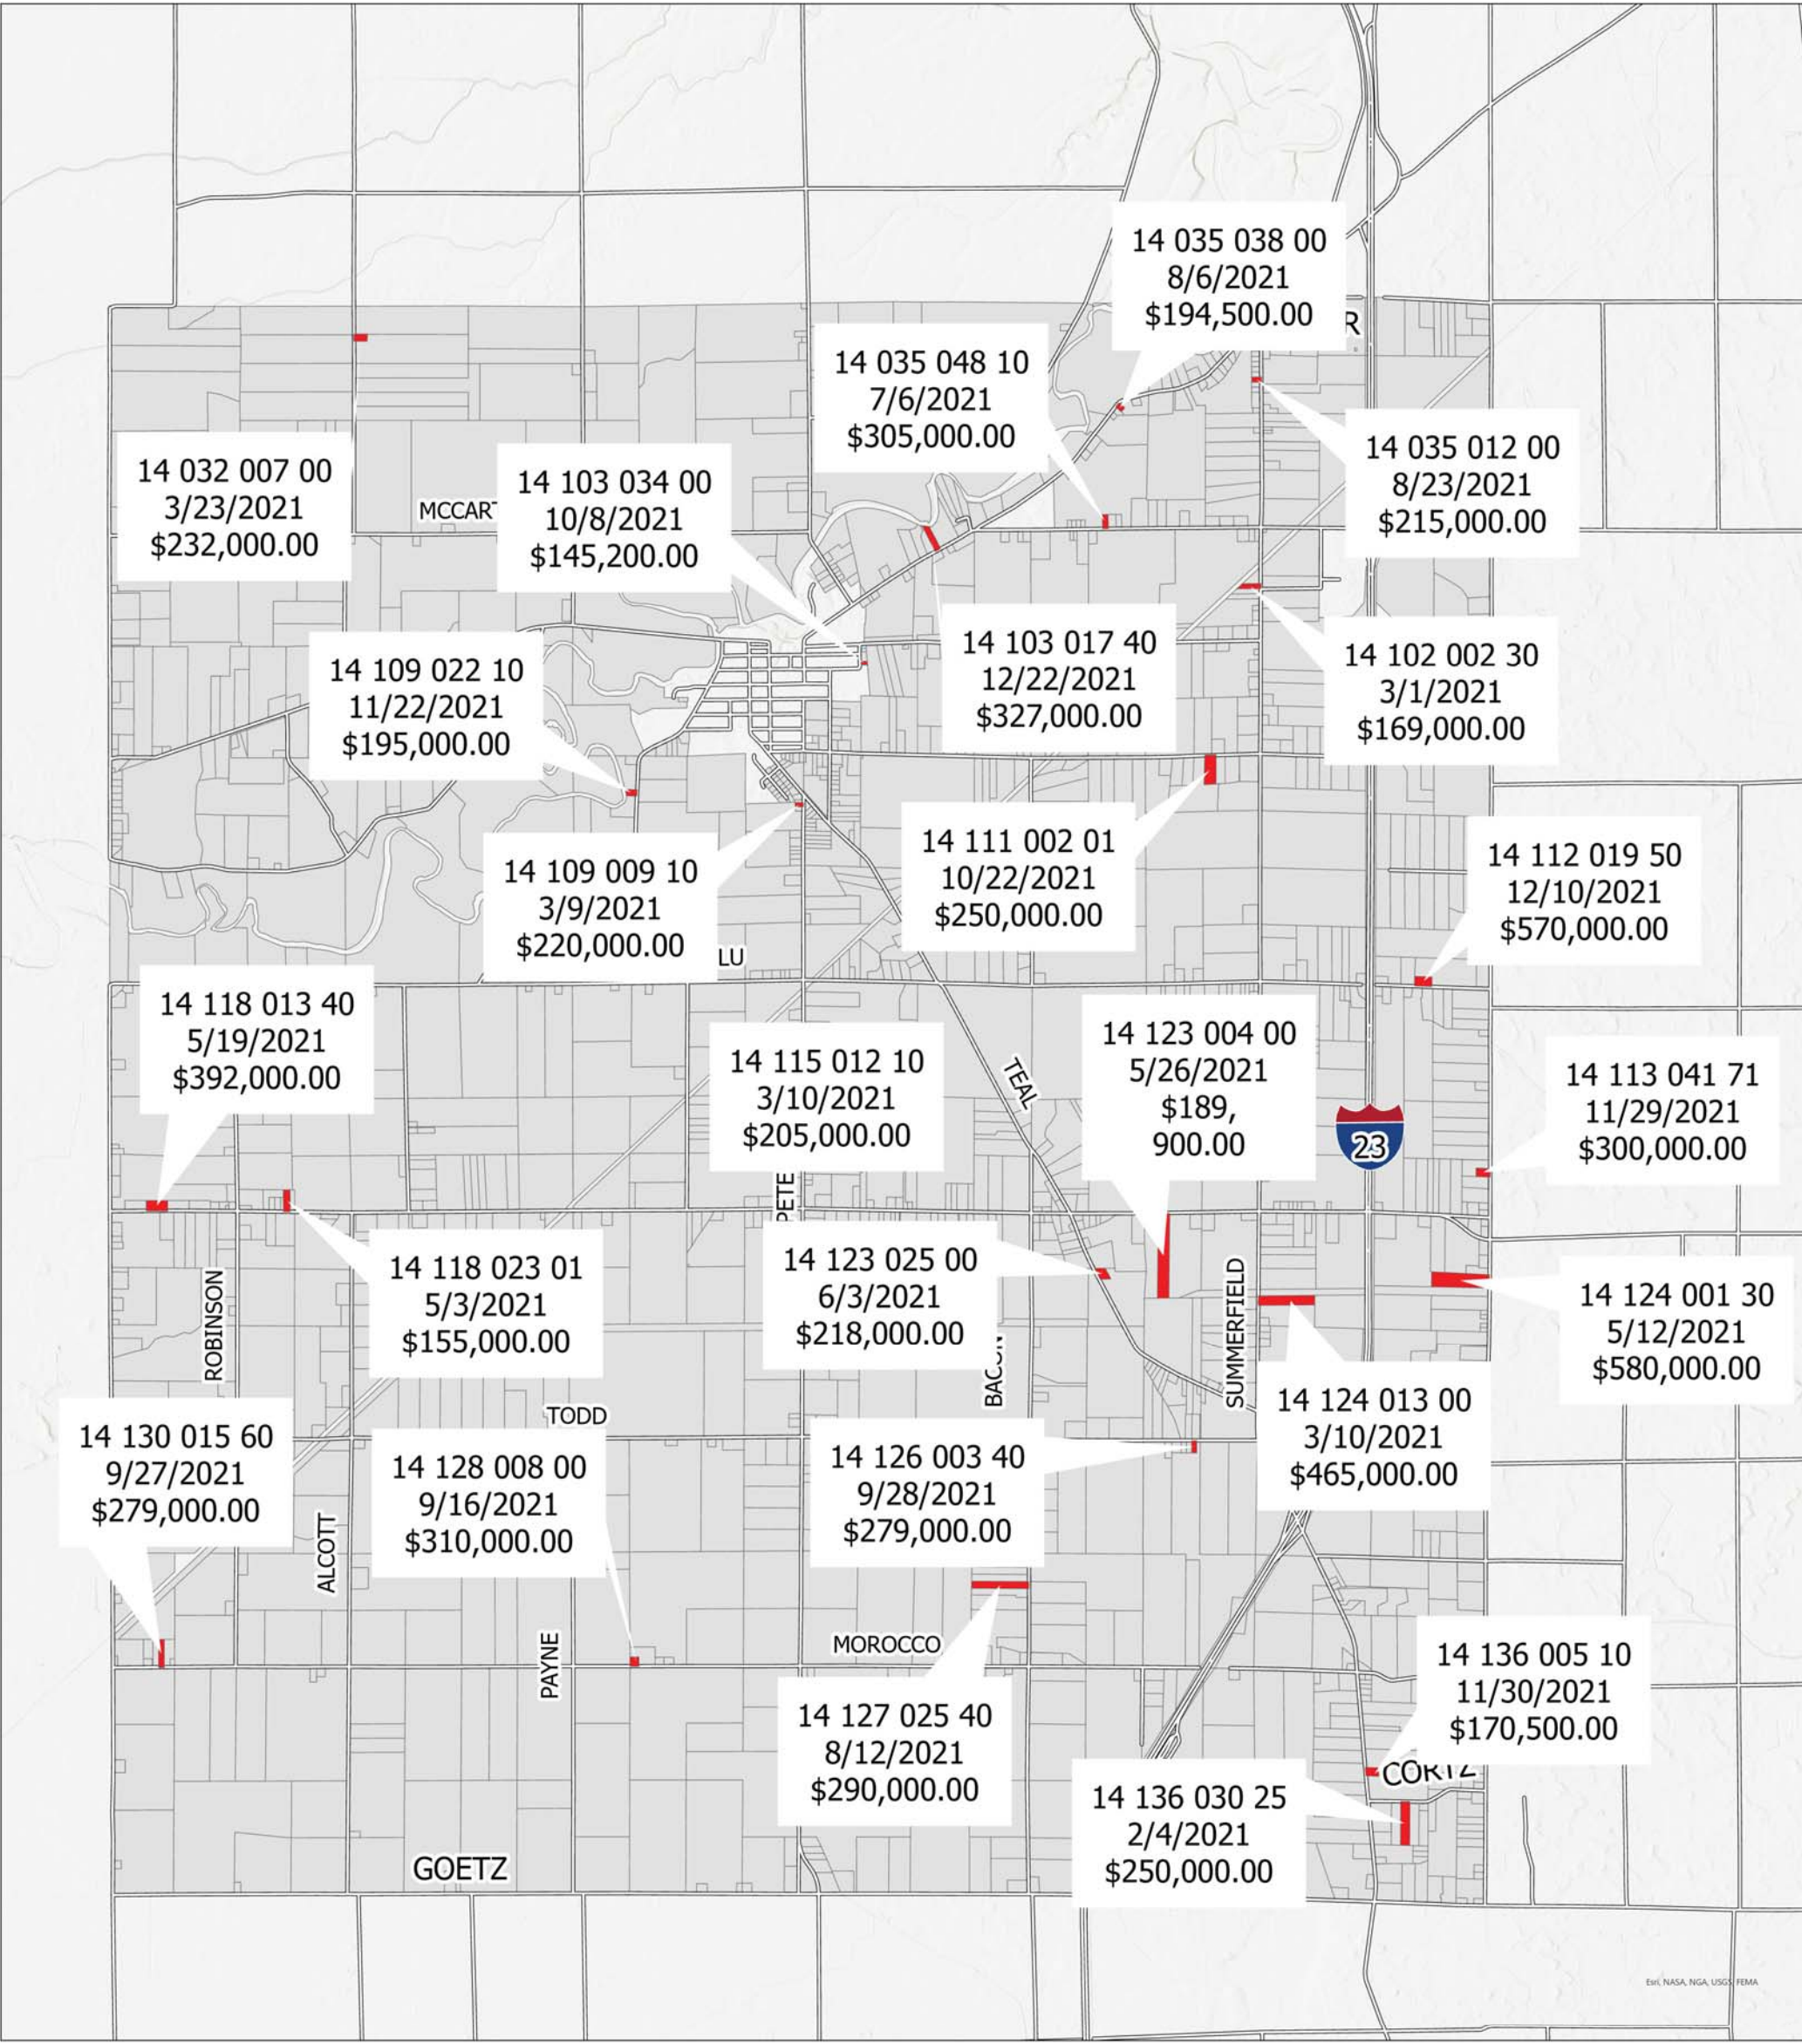 14 035 038 00
8/6/2021
$194,500.00
R
14 035 048 10
7/6/2021
$305,000.00
14 035 012 00
8/23/2021
$215,000.00
14 032 007 00
3/23/2021
$232,000.00
MCCART
14 103 034 00
10/8/2021
$145,200.00
14 103 017 40
12/22/2021
$327,000.00
14 102 002 30
3/1/2021
$169,000.00
14 109 022 10
11/22/2021
$195,000.00
14 111 002 01
10/22/2021
$250,000.00
14 112 019 50
12/10/2021
$570,000.00
14 109 009 10
3/9/2021
$220,000.00
LU
14 118 013 40
5/19/2021
$392,000.00
14 115 012 10
3/10/2021
$205,000.00
TEAL
14 123 004 00
5/26/2021
$189,
900.00
23
14 113 041 71
11/29/2021
$300,000.00
PETE
14 118 023 01
5/3/2021
$155,000.00
ROBINSON
14 123 025 00
6/3/2021
$218,000.00
SUMMERFIELD
14 124 001 30
5/12/2021
$580,000.00
BACON
14 124 013 00
3/10/2021
$465,000.00
TODD
14 130 015 60
9/27/2021
$279,000.00
14 128 008 00
9/16/2021
$310,000.00
14 126 003 40
9/28/2021
$279,000.00
ALCOTT
PAYNE
MOROCCO
14 136 005 10
11/30/2021
$170,500.00
14 127 025 40
8/12/2021
$290,000.00
CORTZ
14 136 030 25
2/4/2021
$250,000.00
GOETZ
Esri, NASA, NGA, USGS, FEMA